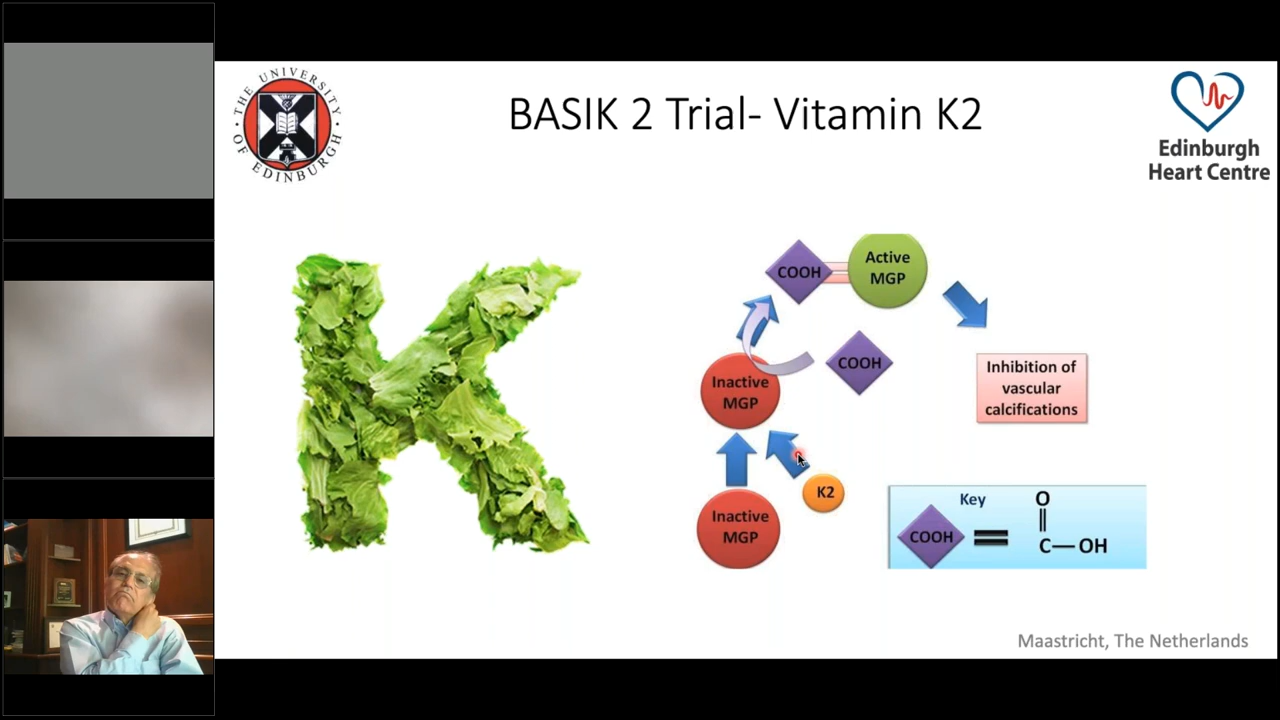 THE UNIVERSITY OF EDINBURGH
BASIK 2 Trial- Vitamin K2
Edinburgh
Heart Centre
K
COOH
Active
MGP
COOH
Inactive
MGP
Inhibition of
vascular
calcifications
K2
Inactive
MGP
Key
COOH
O
C—OH
Maastricht, The Netherlands